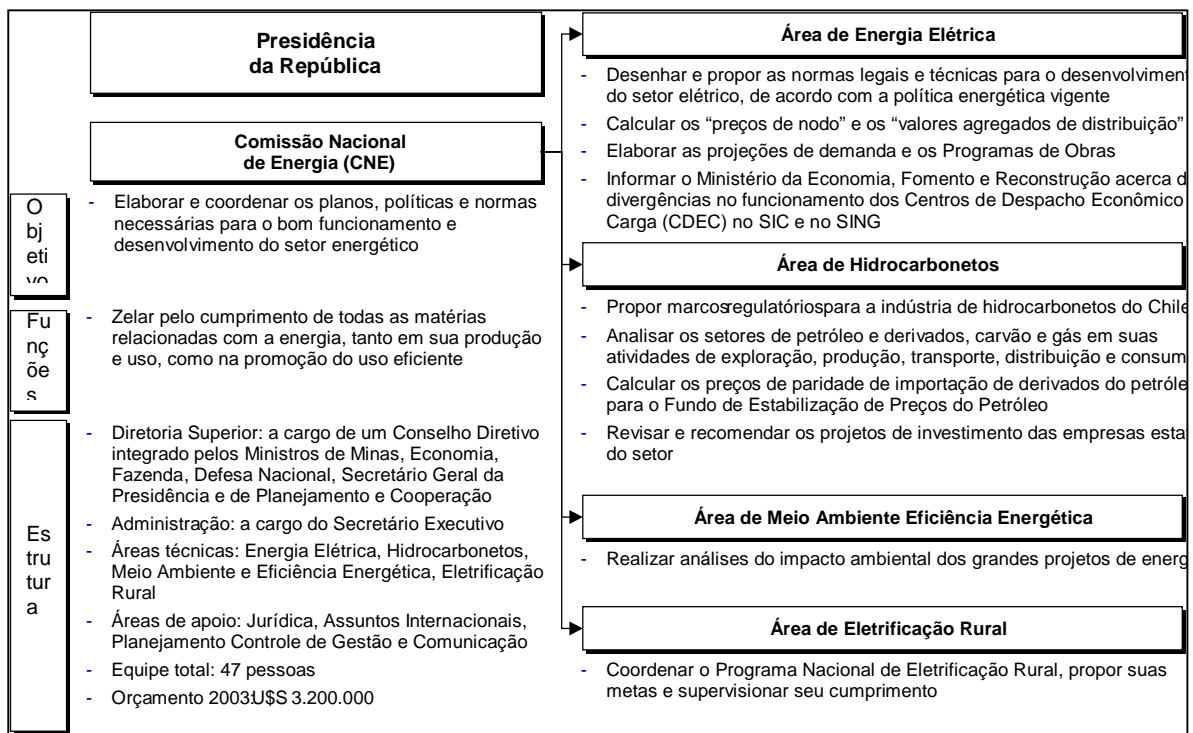 Presidência
da República
Comissão Nacional
de Energia (CNE)
O
bj
eti
vo
- Elaborar e coordenar os planos, políticas e normas
necessárias para o bom funcionamento e
desenvolvimento do setor energético
Fu
nç
õe
s
- Zelar pelo cumprimento de todas as matérias
relacionadas com a energia, tanto em sua produção
e uso, como na promoção do uso eficiente
Es
tru
tur
a
- Diretoria Superior: a cargo de um Conselho Diretivo
integrado pelos Ministros de Minas, Economia,
Fazenda, Defesa Nacional, Secretário Geral da
Presidência e de Planejamento e Cooperação
- Administração: a cargo do Secretário Executivo
- Áreas técnicas: Energia Elétrica, Hidrocarbonetos,
Meio Ambiente e Eficiência Energética, Eletrificação
Rural
- Áreas de apoio: Jurídica, Assuntos Internacionais,
Planejamento Controle de Gestão e Comunicação
- Equipe total: 47 pessoas
- Orçamento 2003:U$S 3.200.000
Área de Energia Elétrica
- Desenhar e propor as normas legais e técnicas para o desenvolviment
do setor elétrico, de acordo com a política energética vigente
- Calcular os “preços de nodo” e os “valores agregados de distribuição”
- Elaborar as projeções de demanda e os Programas de Obras
- Informar o Ministério da Economia, Fomento e Reconstrução acerca d
divergências no funcionamento dos Centros de Despacho Econômico
Carga (CDEC) no SIC e no SING
Área de Hidrocarbonetos
- Propor marcosregulatóriospara a indústria de hidrocarbonetos do Chile
- Analisar os setores de petróleo e derivados, carvão e gás em suas
atividades de exploração, produção, transporte, distribuição e consum
- Calcular os preços de paridade de importação de derivados do petróle
para o Fundo de Estabilização de Preços do Petróleo
- Revisar e recomendar os projetos de investimento das empresas esta
do setor
Área de Meio Ambiente Eficiência Energética
- Realizar análises do impacto ambiental dos grandes projetos de energ
Área de Eletrificação Rural
- Coordenar o Programa Nacional de Eletrificação Rural, propor suas
metas e supervisionar seu cumprimento